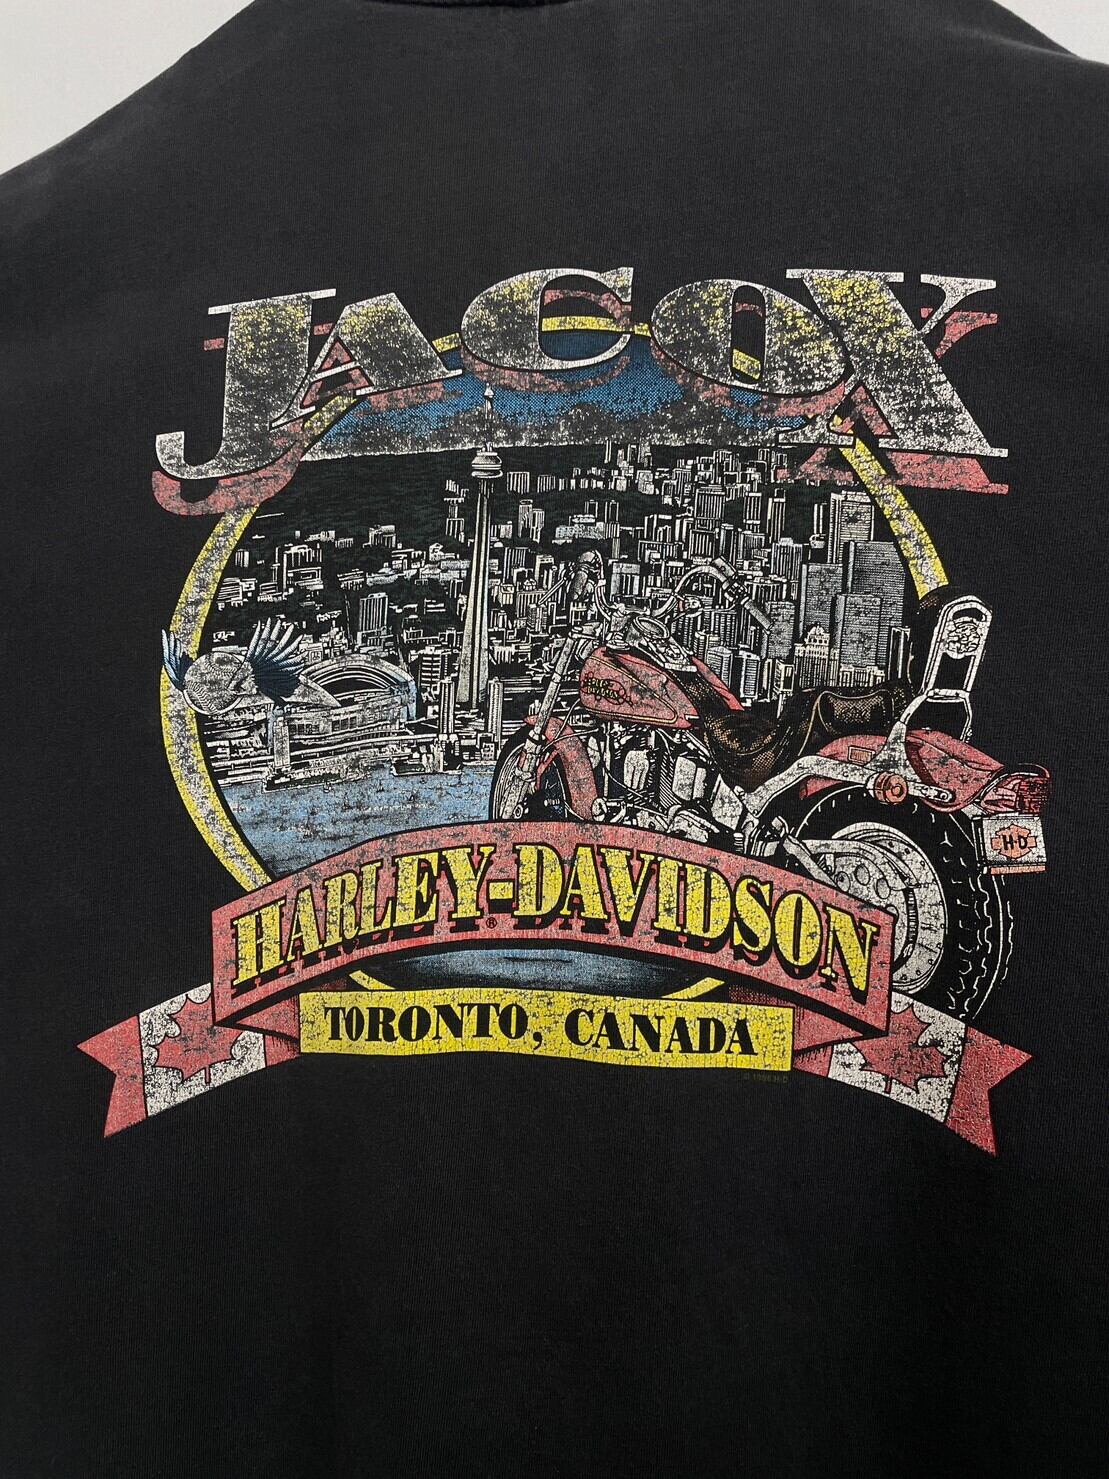 JACOX
HARLEY-DAVIDSON
®
TORONTO, CANADA
H-D